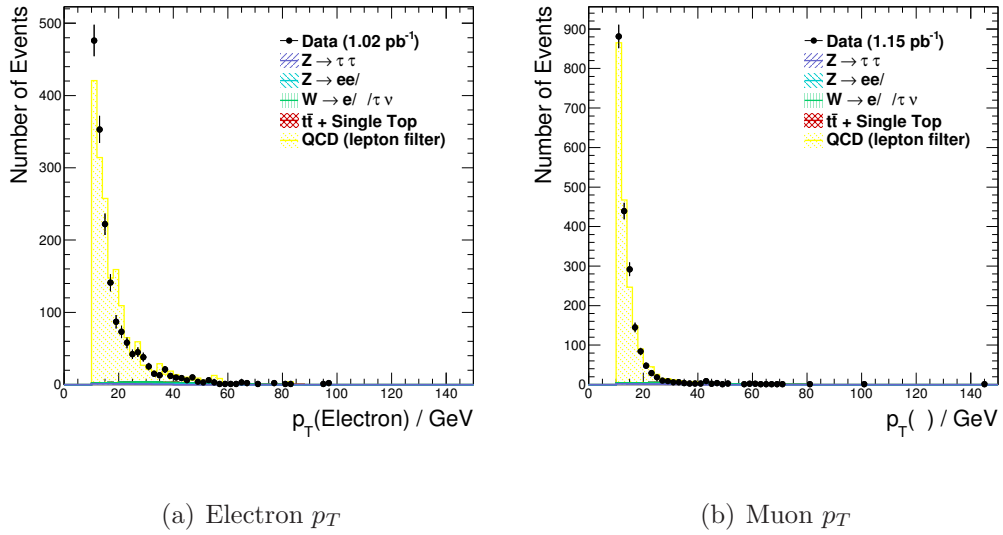 Number of Events
500
400
300
200
100
0
Data (1.02 pb⁻¹)
Z → τ τ
Z → ee/
W → e/ /τ ν
tt̄ + Single Top
QCD (lepton filter)
0 20 40 60 80 100 120 140
p_T(Electron) / GeV
(a) Electron p_T
Number of Events
900
800
700
600
500
400
300
200
100
0
Data (1.15 pb⁻¹)
Z → τ τ
Z → ee/
W → e/ /τ ν
tt̄ + Single Top
QCD (lepton filter)
0 20 40 60 80 100 120 140
p_T( ) / GeV
(b) Muon p_T